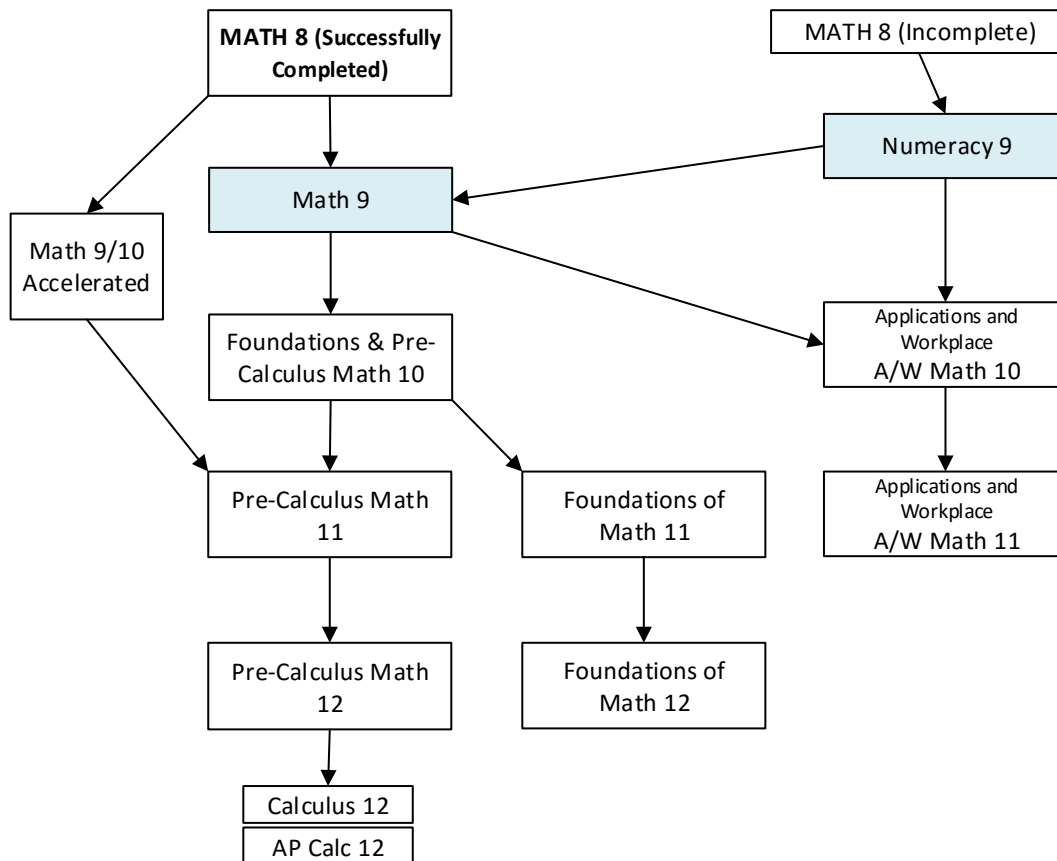 MATH 8 (Successfully
Completed)
MATH 8 (Incomplete)
Numeracy 9
Math 9
Math 9/10
Accelerated
Foundations & Pre-
Calculus Math 10
Applications and
Workplace
A/W Math 10
Pre-Calculus Math
11
Foundations of
Math 11
Applications and
Workplace
A/W Math 11
Pre-Calculus Math
12
Foundations of
Math 12
Calculus 12
AP Calc 12